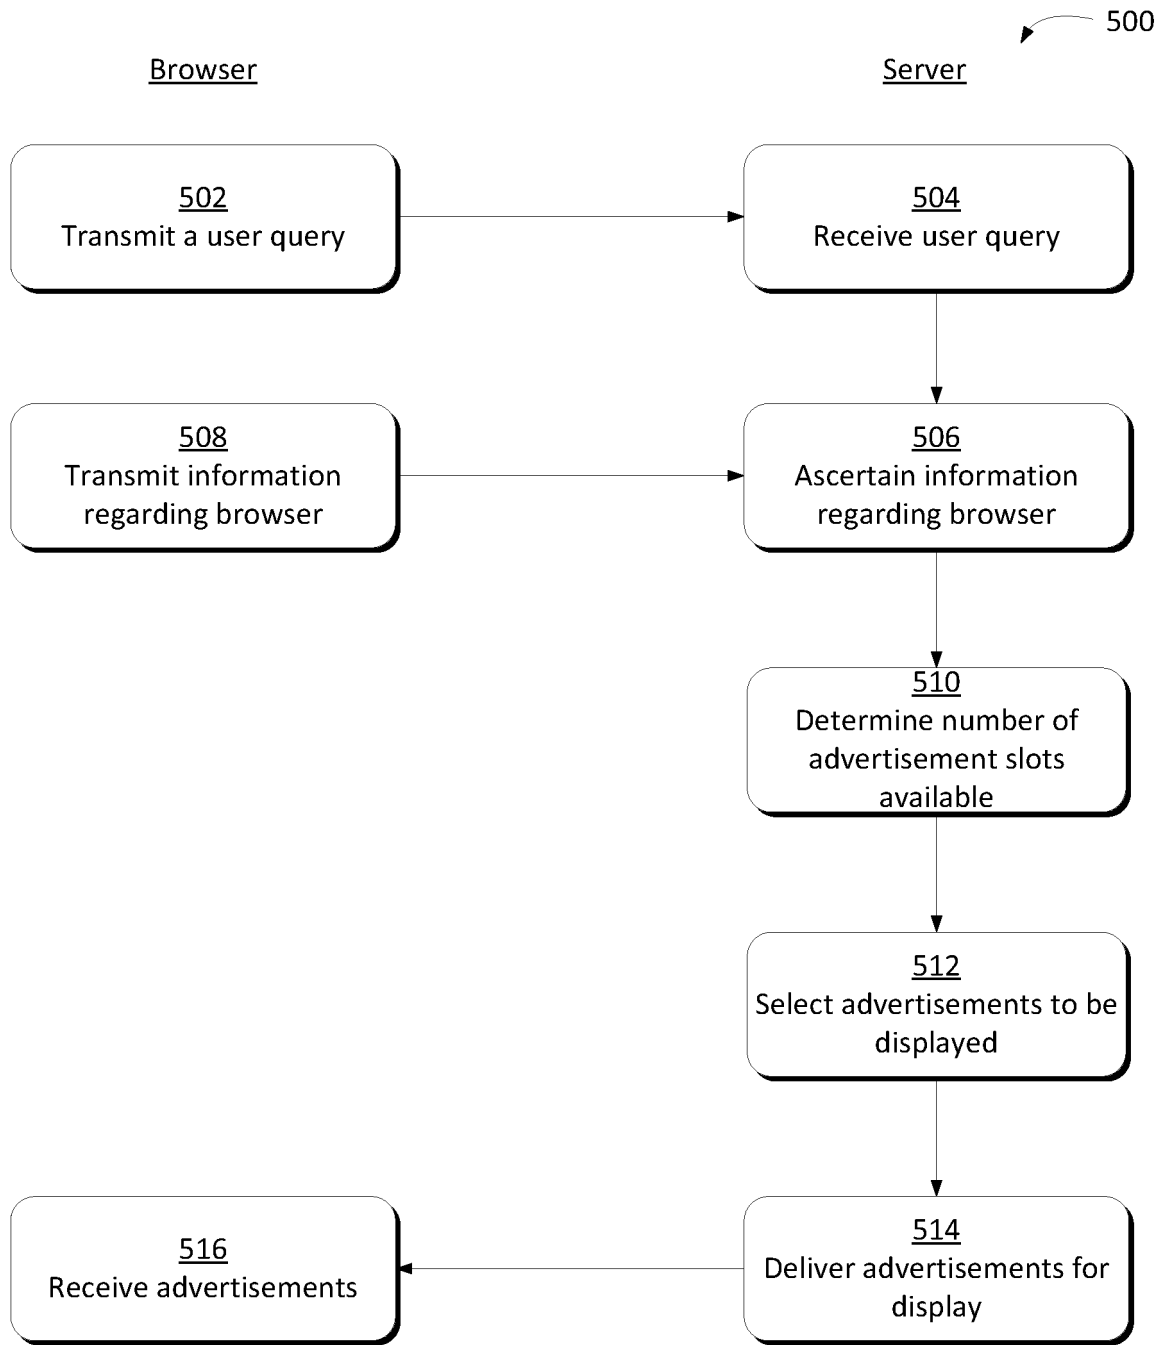 500
Browser
Server
502
Transmit a user query
504
Receive user query
508
Transmit information
regarding browser
506
Ascertain information
regarding browser
510
Determine number of
advertisement slots
available
512
Select advertisements to be
displayed
516
Receive advertisements
514
Deliver advertisements for
display